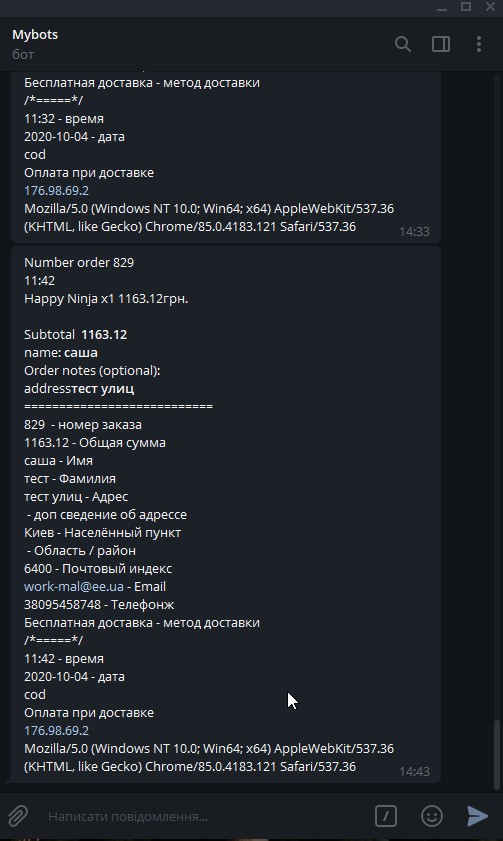 Mybots
бот
Бесплатная доставка - метод доставки
/*=====*/
11:32 - время
2020-10-04 - дата
cod
Оплата при доставке
176.98.69.2
Mozilla/5.0 (Windows NT 10.0; Win64; x64) AppleWebKit/537.36
(KHTML, like Gecko) Chrome/85.0.4183.121 Safari/537.36
14:33
Number order 829
11:42
Happy Ninja x1 1163.12грн.
Subtotal 1163.12
name: саша
Order notes (optional):
addressтест улиц
===========================
829 - номер заказа
1163.12 - Общая сумма
саша - Имя
тест - Фамилия
тест улиц - Адрес
- доп сведение об адрессе
Киев - Населённый пункт
- Область / район
6400 - Почтовый индекс
work-mal@ee.ua - Email
38095458748 - Телефонж
Бесплатная доставка - метод доставки
/*=====*/
11:42 - время
2020-10-04 - дата
cod
Оплата при доставке
176.98.69.2
Mozilla/5.0 (Windows NT 10.0; Win64; x64) AppleWebKit/537.36
(KHTML, like Gecko) Chrome/85.0.4183.121 Safari/537.36
14:43
Написати повідомлення...